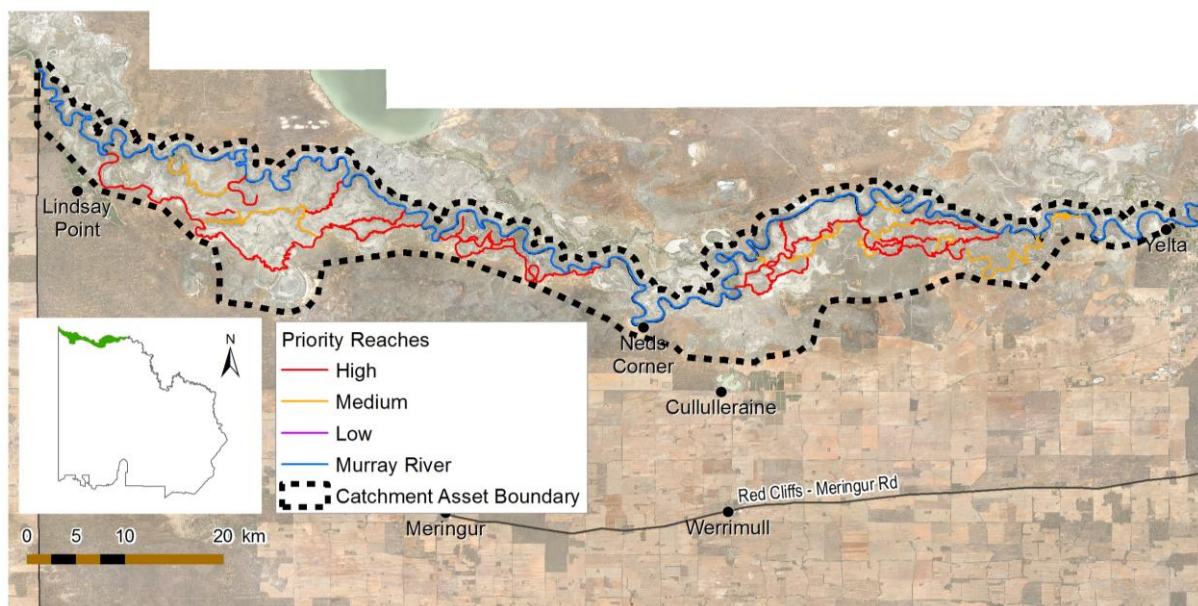 Lindsay
Point
Yelta
Neds
Corner
Cullulleraine
Red Cliffs - Meringur Rd
Meringur
Werrimull
N
Priority Reaches
High
Medium
Low
Murray River
Catchment Asset Boundary
0 5 10 20 km